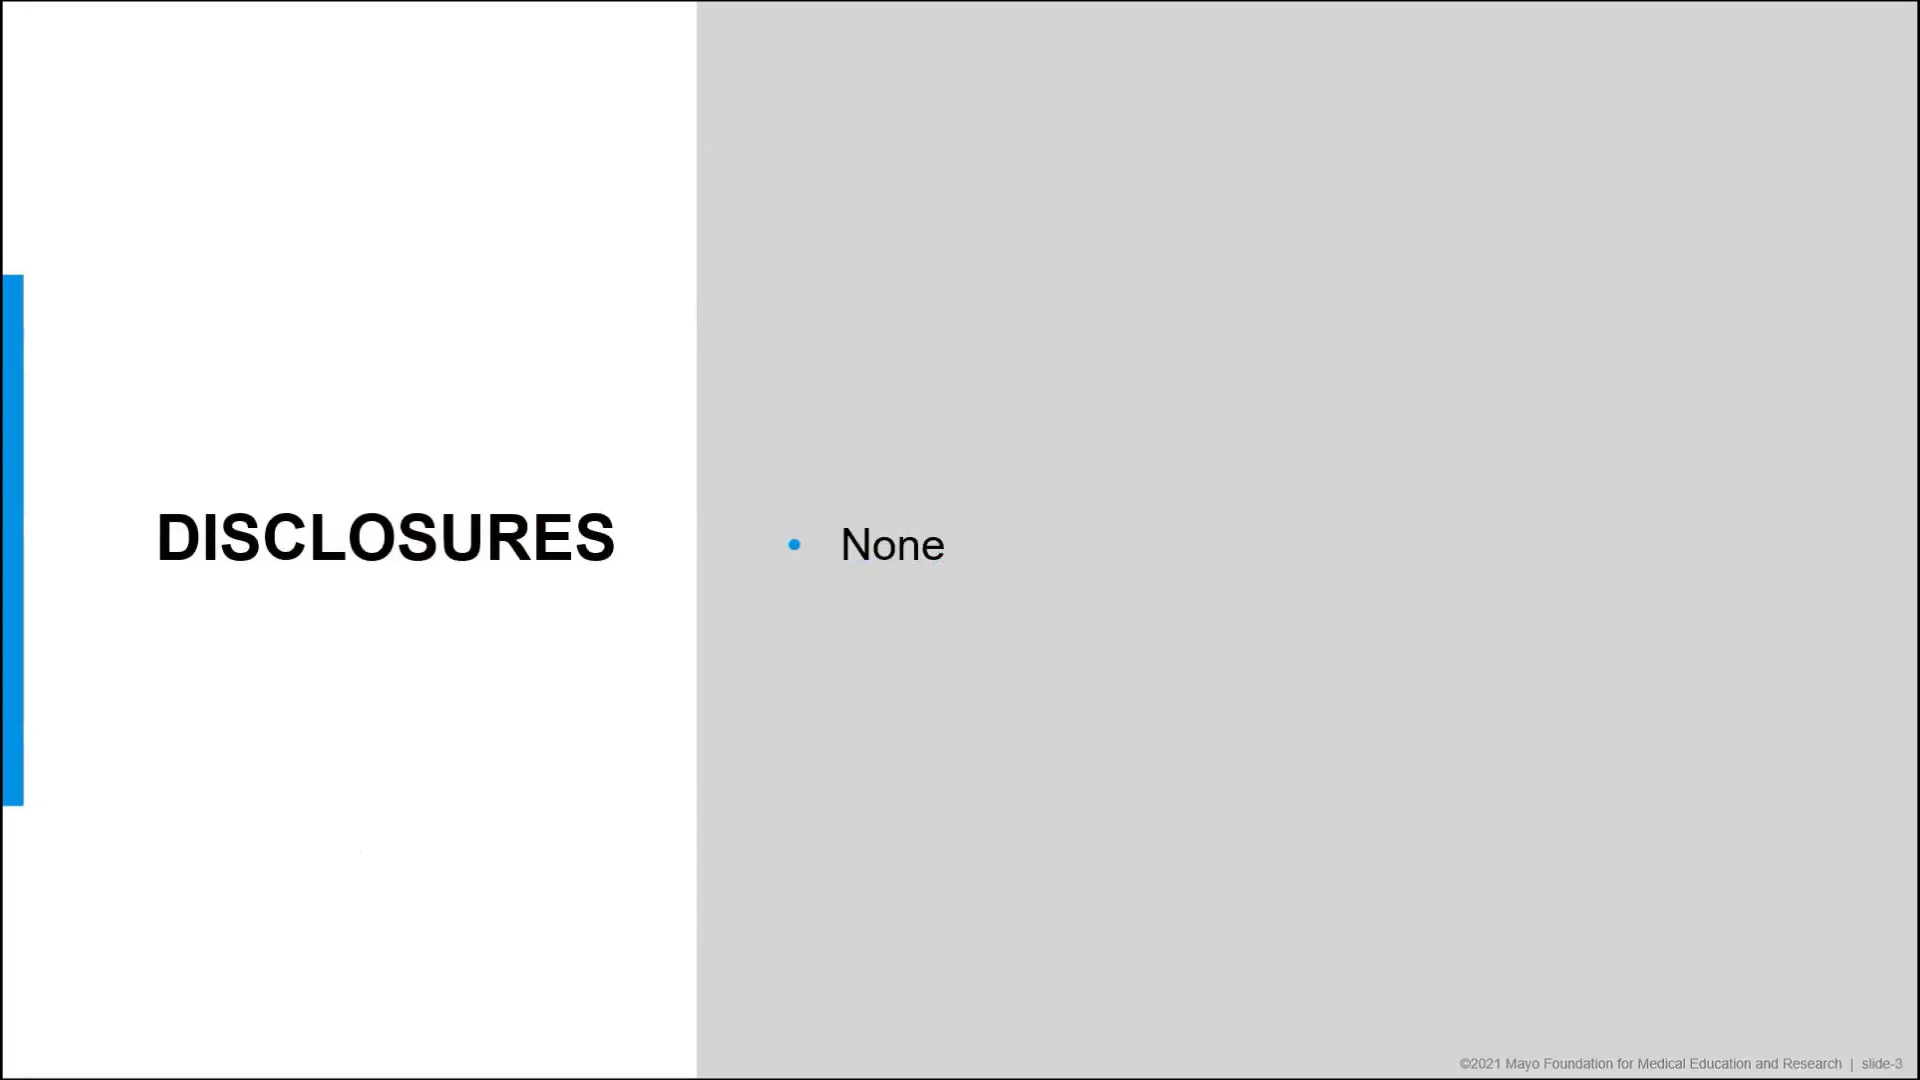 DISCLOSURES
• None
©2021 Mayo Foundation for Medical Education and Research | slide-3